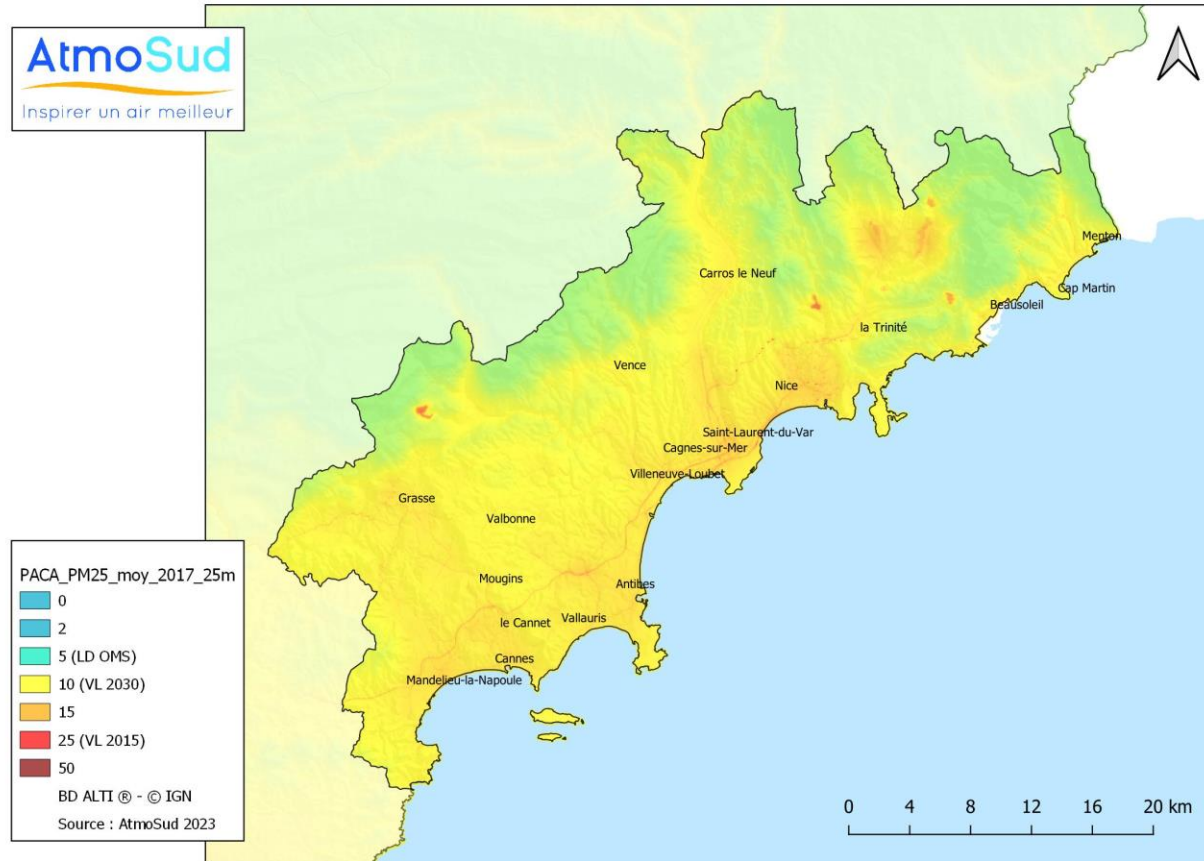 AtmoSud
Inspirer un air meilleur
Menton
Carros le Neuf
Cap Martin
Beausoleil
la Trinité
Vence
Nice
Saint-Laurent-du-Var
Cagnes-sur-Mer
Villeneuve-Loubet
Grasse
Valbonne
Mougins
Antibes
le Cannet
Vallauris
Cannes
Mandelieu-la-Napoule
PACA_PM25_moy_2017_25m
0
2
5 (LD OMS)
10 (VL 2030)
15
25 (VL 2015)
50
BD ALTI ® - © IGN
Source : AtmoSud 2023
0 4 8 12 16 20 km